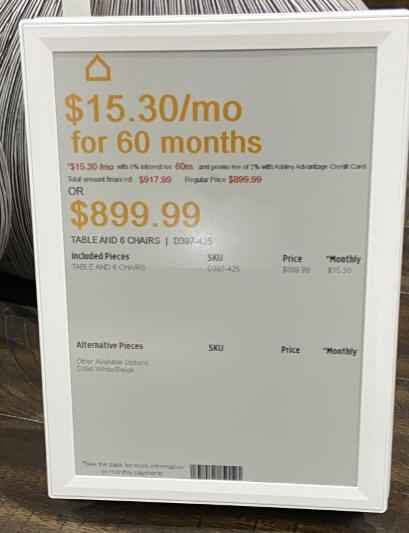 $15.30/mo
for 60 months
*$15.30 /mo with 0% interest for 60m and promo fee of 2% with Ashley Advantage Credit Card.
Total amount financed $917.99 Regular Price $899.99
OR
$899.99
TABLE AND 6 CHAIRS | D397-425
Included Pieces SKU Price *Monthly
TABLE AND 6 CHAIRS D397-425 $899.99 $15.30
Alternative Pieces SKU Price *Monthly
Other Available Options:
D394 White/Beige
*See the back for more information
on monthly payments.